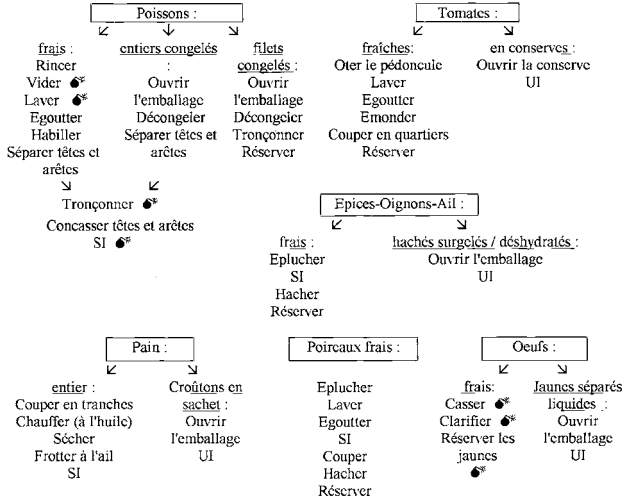 Poissons :
frais :
Rincer
Vider
Laver
Egoutter
Habiller
Séparer têtes et
arêtes
entiers congelés
:
Ouvrir
l'emballage
Décongeler
Séparer têtes et
arêtes
filets
congelés :
Ouvrir
l'emballage
Décongeler
Tronçonner
Réserver
Tronçonner
Concasser têtes et arêtes
SI
Tomates :
fraîches:
Oter le pédoncule
Laver
Egoutter
Emonder
Couper en quartiers
Réserver
en conserves :
Ouvrir la conserve
UI
Epices-Oignons-Ail :
frais :
Eplucher
SI
Hacher
Réserver
hachés surgelés / déshydratés :
Ouvrir l'emballage
UI
Pain :
entier :
Couper en tranches
Chauffer (à l'huile)
Sécher
Frotter à l'ail
SI
Croûtons en
sachet :
Ouvrir
l'emballage
UI
Poireaux frais :
Eplucher
Laver
Egoutter
SI
Couper
Hacher
Réserver
Oeufs :
frais:
Casser
Clarifier
Réserver les
jaunes
Jaunes séparés
liquides :
Ouvrir
l'emballage
UI